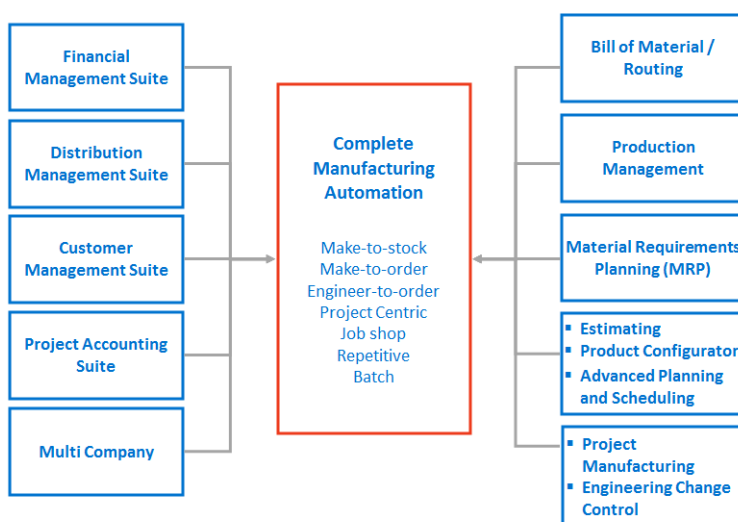 Financial
Management Suite
Distribution
Management Suite
Customer
Management Suite
Project Accounting
Suite
Multi Company
Complete
Manufacturing
Automation
Make-to-stock
Make-to-order
Engineer-to-order
Project Centric
Job shop
Repetitive
Batch
Bill of Material /
Routing
Production
Management
Material Requirements
Planning (MRP)
▪ Estimating
▪ Product Configurator
▪ Advanced Planning
and Scheduling
▪ Project
Manufacturing
▪ Engineering Change
Control